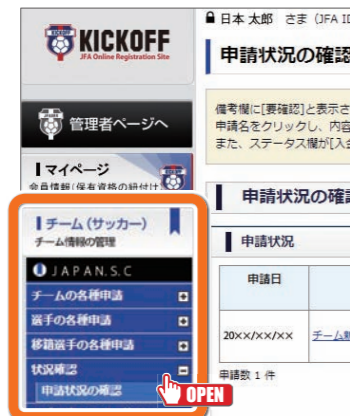 KICKOFF
JFA Online Registration Site
管理者ページへ
マイページ
会員情報(保有資格の紐付け
チーム(サッカー)
チーム情報の管理
JAPAN.S.C
チームの各種申請
選手の各種申請
移籍選手の各種申請
状況確認
申請状況の確認
OPEN
日本 太郎 さま (JFA ID
申請状況の確認
備考欄に[要確認]と表示さ
申請名をクリックし、内容
また、ステータス欄が[入金
申請状況の確認
申請状況
申請日
20××/××/××
チーム
申請数 1 件